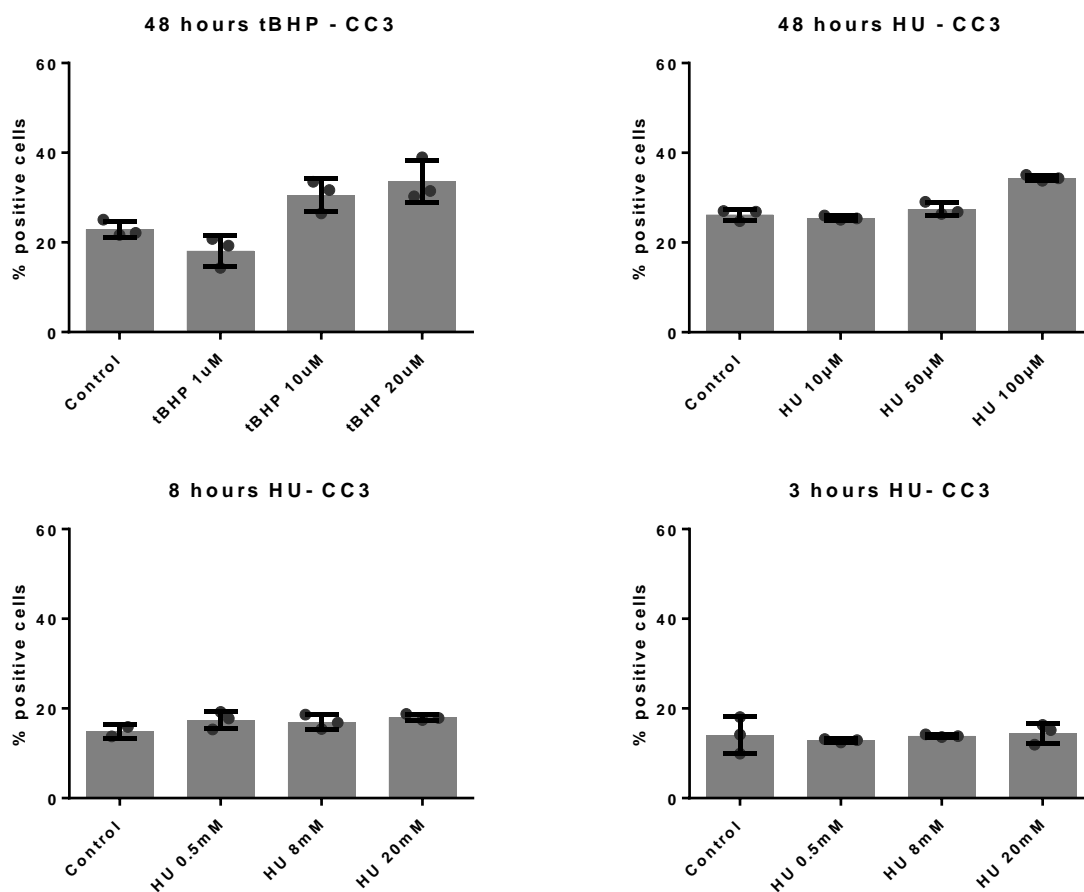 48 hours tBHP - CC3
% positive cells
60
40
20
0
Control
tBHP 1uM
tBHP 10uM
tBHP 20uM
48 hours HU - CC3
% positive cells
60
40
20
0
Control
HU 10µM
HU 50µM
HU 100µM
8 hours HU- CC3
% positive cells
60
40
20
0
Control
HU 0.5mM
HU 8mM
HU 20mM
3 hours HU- CC3
% positive cells
60
40
20
0
Control
HU 0.5mM
HU 8mM
HU 20mM